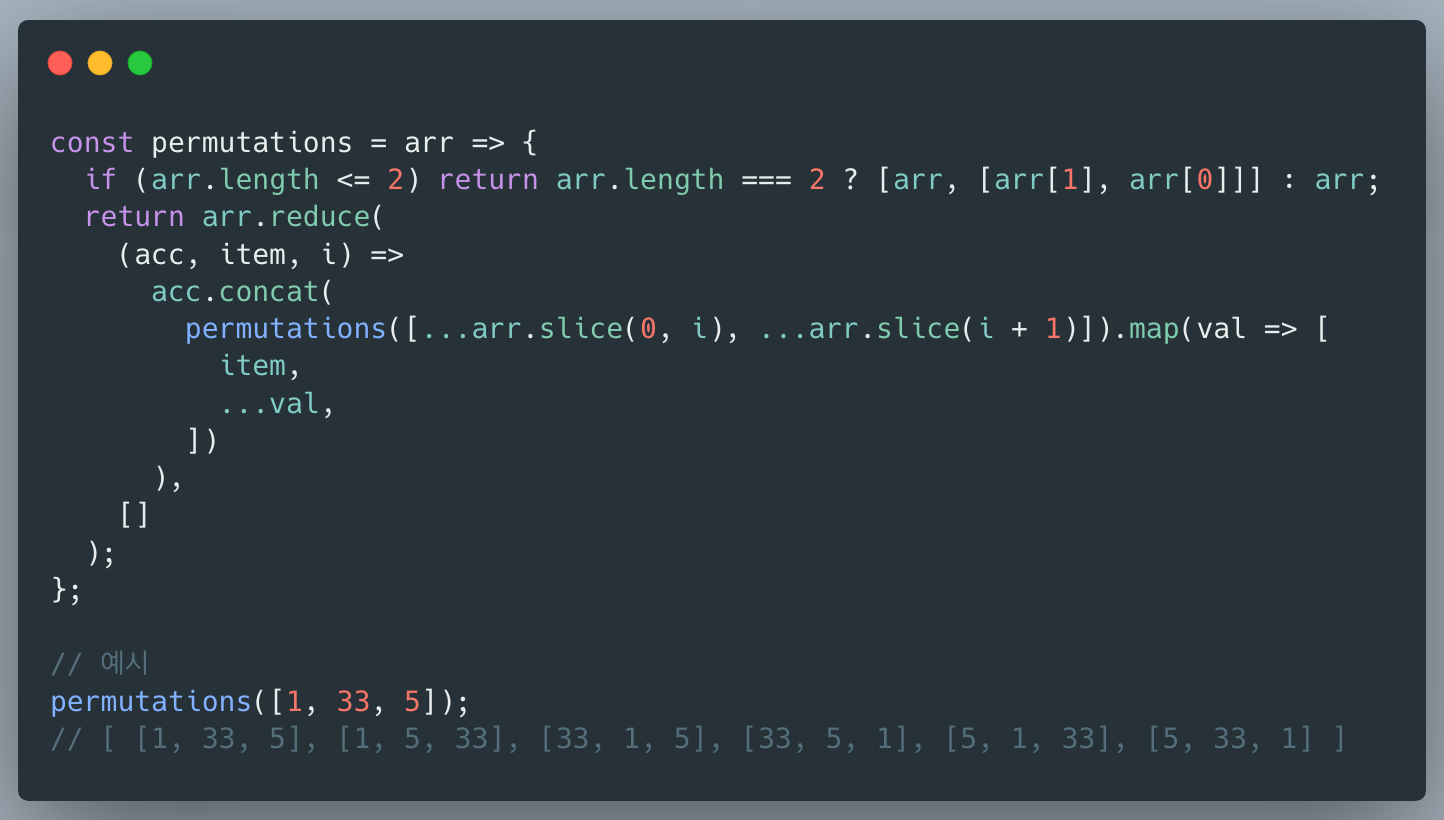 const permutations = arr => {
  if (arr.length <= 2) return arr.length === 2 ? [arr, [arr[1], arr[0]]] : arr;
  return arr.reduce(
    (acc, item, i) =>
      acc.concat(
        permutations([...arr.slice(0, i), ...arr.slice(i + 1)]).map(val => [
          item,
          ...val,
        ])
      ),
    []
  );
};

// 예시
permutations([1, 33, 5]);
// [ [1, 33, 5], [1, 5, 33], [33, 1, 5], [33, 5, 1], [5, 1, 33], [5, 33, 1] ]